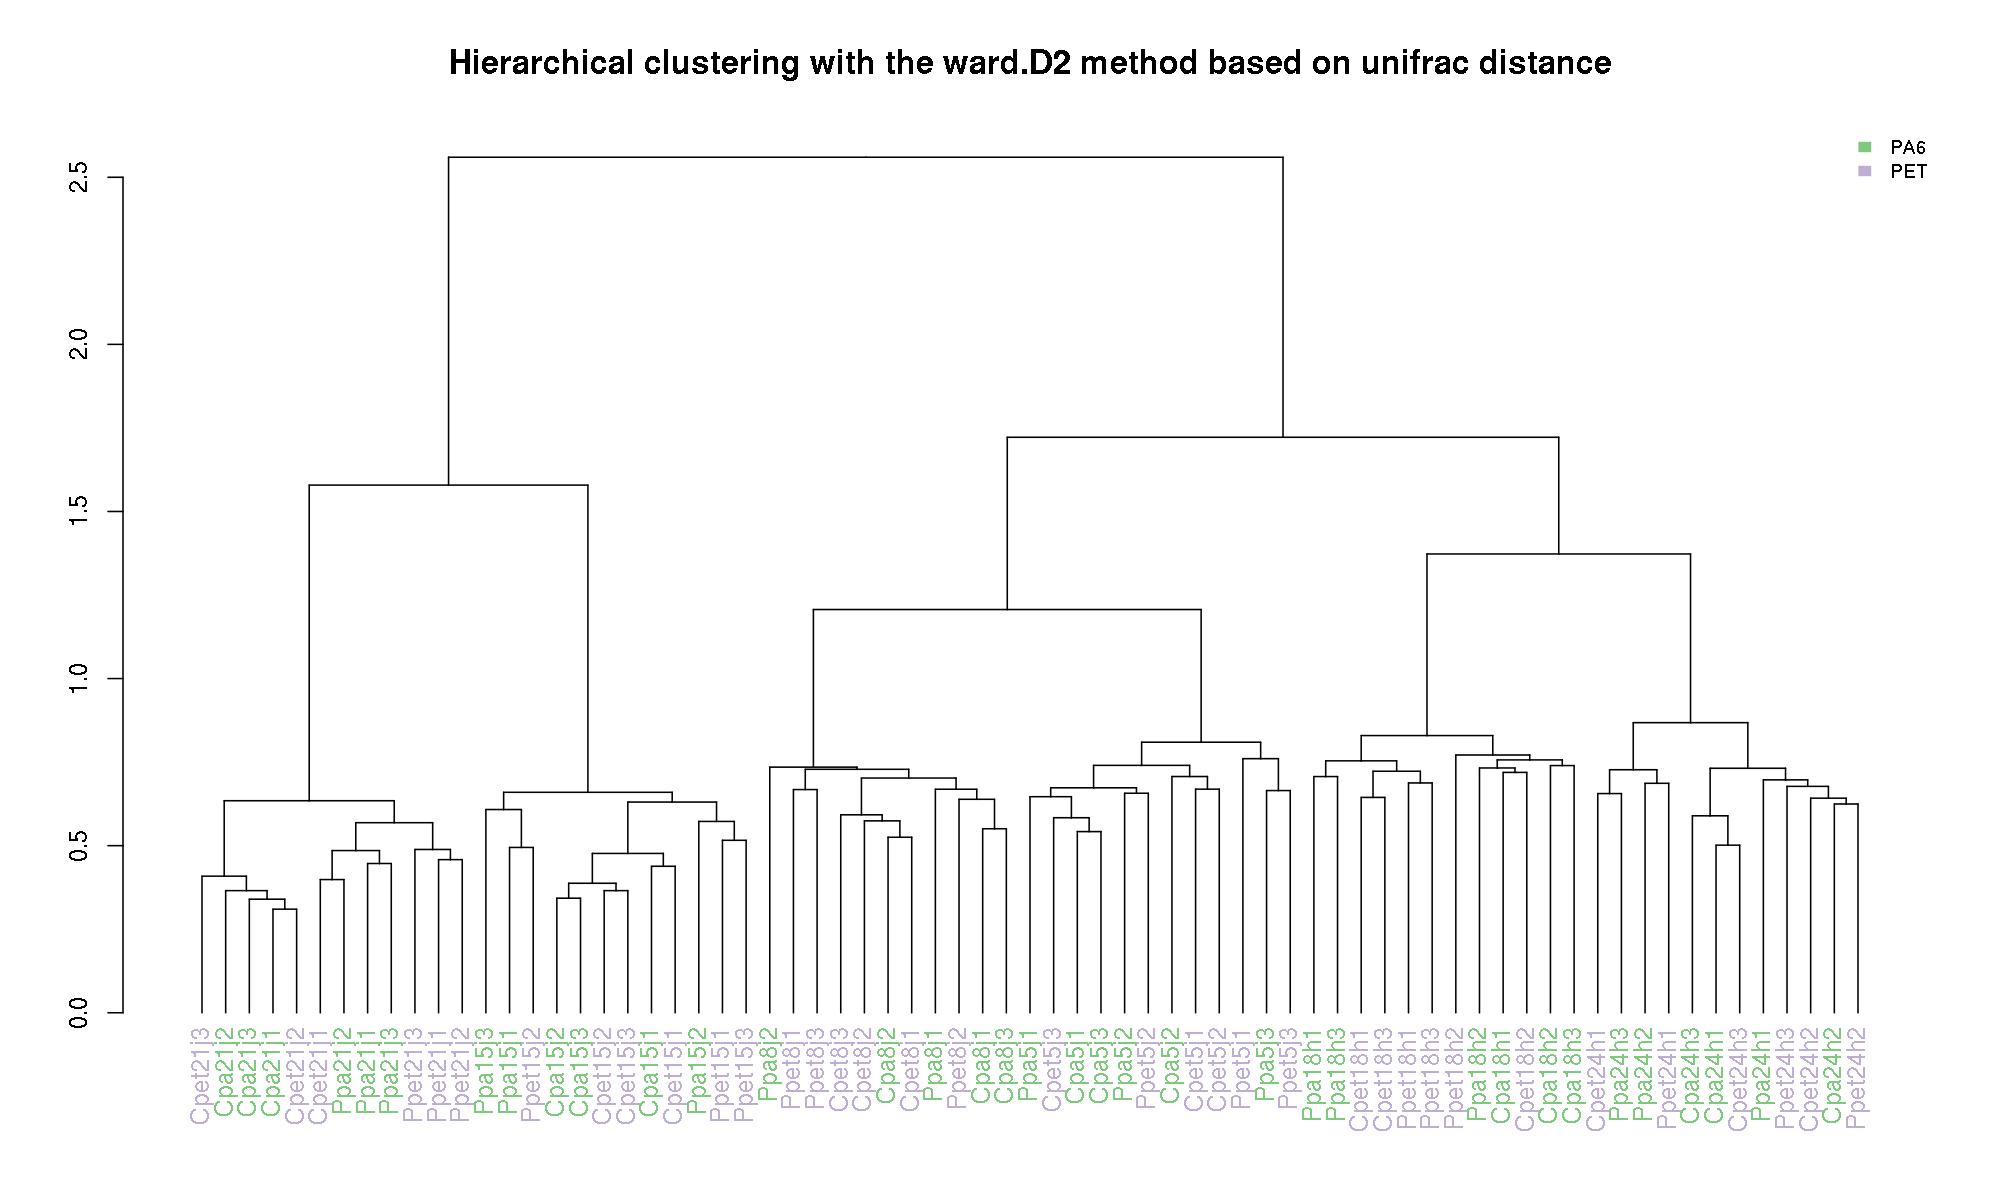 Hierarchical clustering with the ward.D2 method based on unifrac distance
PA6
PET
2.5
2.0
1.5
1.0
0.5
0.0
Cpet21j3
Cpa21j2
Cpa21j3
Cpa21j1
Cpet21j2
Cpet21j1
Ppa21j2
Ppa21j1
Ppa21j3
Ppet21j3
Ppet21j1
Ppet21j2
Ppa15j3
Ppa15j1
Ppet15j2
Cpa15j2
Cpa15j3
Cpet15j2
Cpet15j3
Cpa15j1
Cpet15j1
Ppa15j2
Ppet15j1
Ppet15j3
Ppa8j2
Ppet8j1
Ppet8j3
Cpet8j3
Cpet8j2
Cpa8j2
Cpet8j1
Ppa8j1
Ppet8j2
Cpa8j1
Cpa8j3
Ppa5j1
Cpet5j3
Cpa5j1
Cpa5j3
Ppa5j2
Ppet5j2
Cpa5j2
Cpet5j1
Cpet5j2
Ppet5j1
Ppa5j3
Ppet5j3
Ppa18h1
Ppa18h3
Cpet18h1
Cpet18h3
Ppet18h1
Ppet18h3
Ppet18h2
Ppa18h2
Cpa18h1
Cpet18h2
Cpa18h2
Cpa18h3
Cpet24h1
Ppa24h3
Ppa24h2
Ppet24h1
Cpa24h3
Cpa24h1
Cpet24h3
Ppa24h1
Ppet24h3
Cpet24h2
Cpa24h2
Ppet24h2